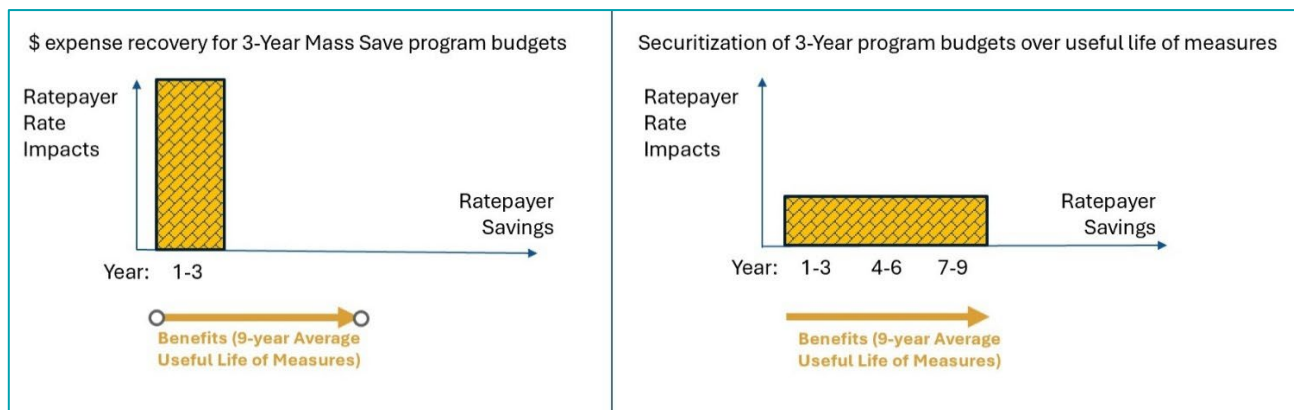 $ expense recovery for 3-Year Mass Save program budgets
Ratepayer
Rate
Impacts
Ratepayer
Savings
Year: 1-3
Benefits (9-year Average
Useful Life of Measures)
Securitization of 3-Year program budgets over useful life of measures
Ratepayer
Rate
Impacts
Ratepayer
Savings
Year: 1-3 4-6 7-9
Benefits (9-year Average
Useful Life of Measures)